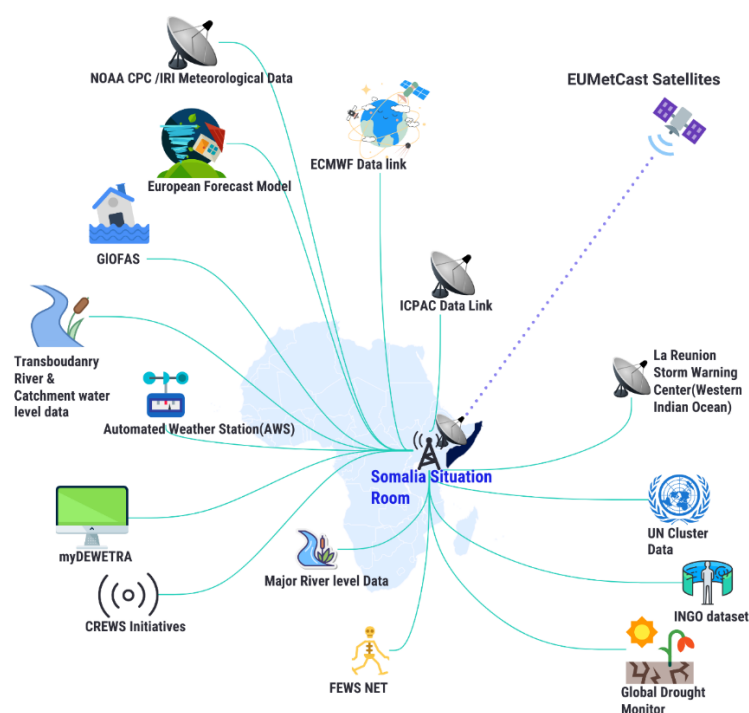 NOAA CPC /IRI Meteorological Data
EUMetCast Satellites
ECMWF Data link
European Forecast Model
GlOFAS
ICPAC Data Link
Transboudanry
River &
Catchment water
level data
Automated Weather Station(AWS)
La Reunion
Storm Warning
Center(Western
Indian Ocean)
Somalia Situation
Room
myDEWETRA
Major River level Data
UN Cluster
Data
CREWS Initiatives
INGO dataset
FEWS NET
Global Drought
Monitor